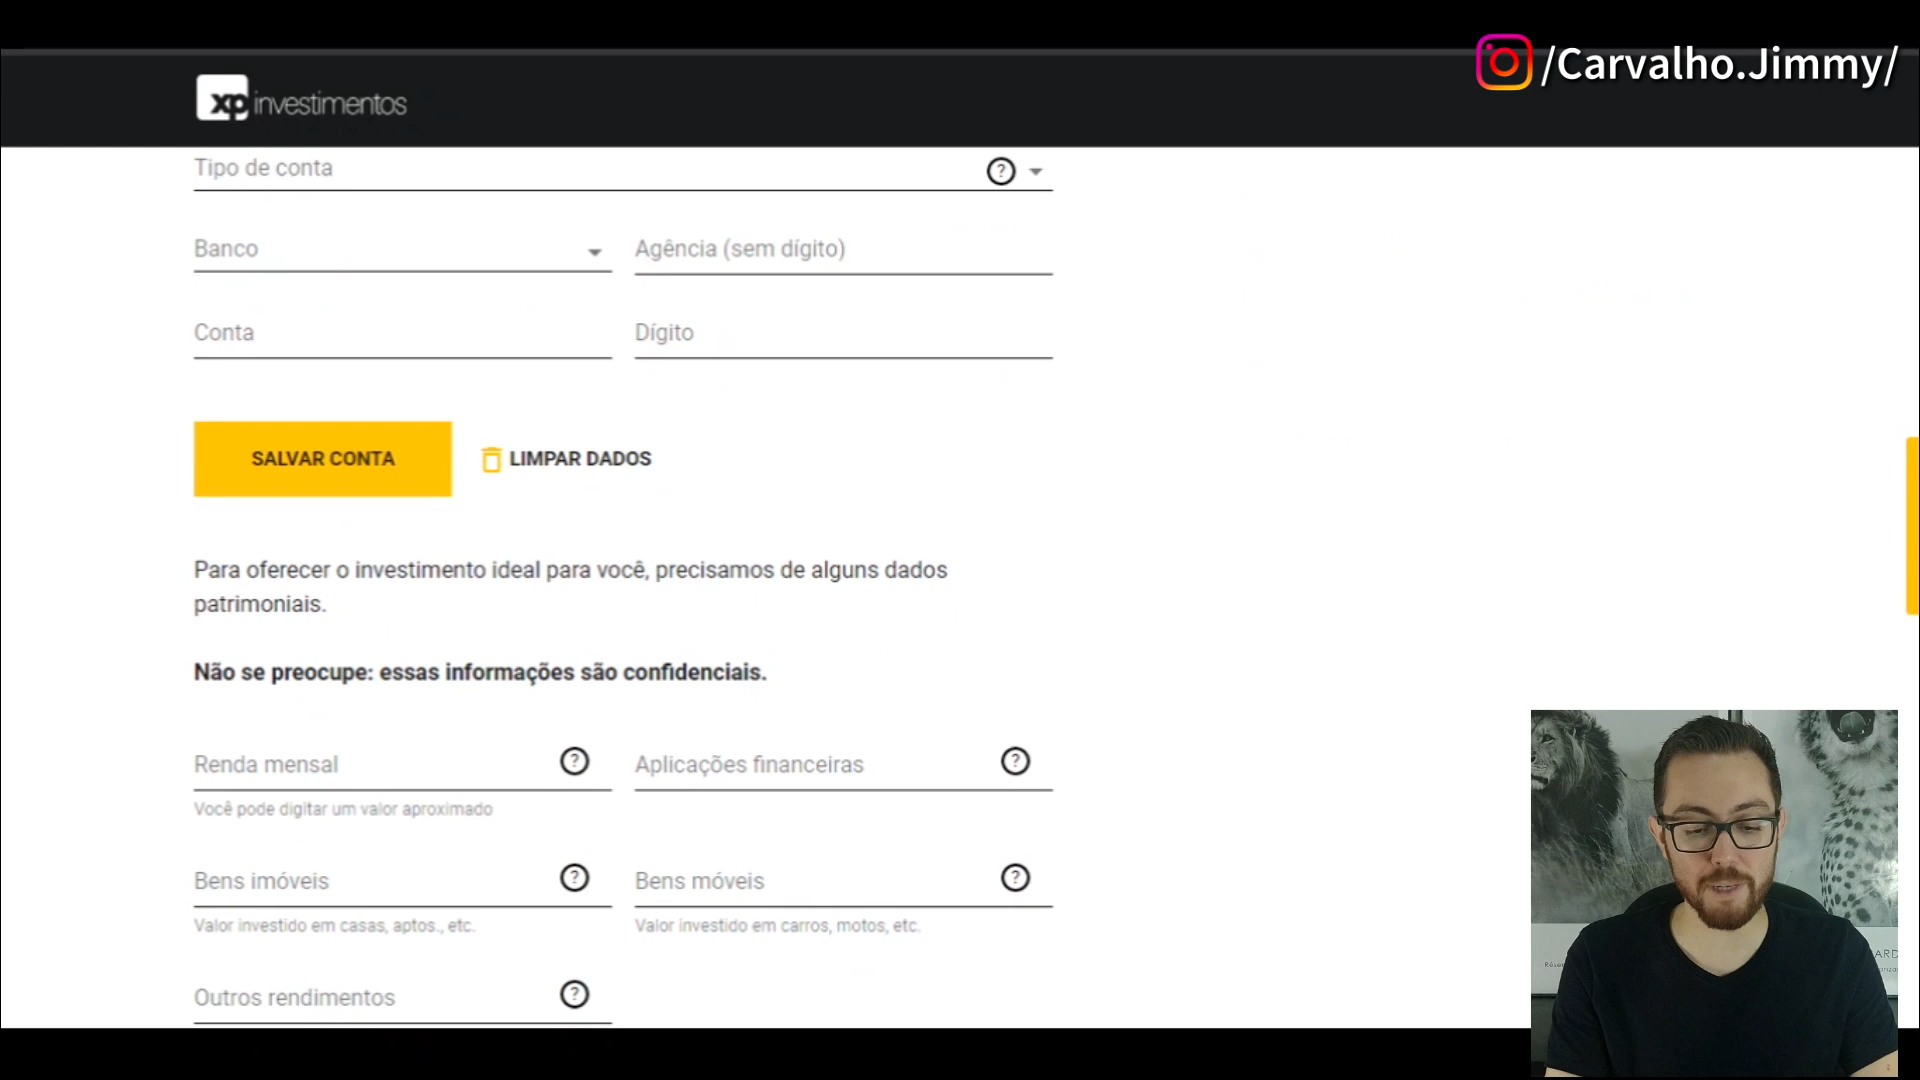 /Carvalho.Jimmy/
xp investimentos
Tipo de conta ?
Banco
Agência (sem dígito)
Conta
Dígito
SALVAR CONTA
LIMPAR DADOS
Para oferecer o investimento ideal para você, precisamos de alguns dados
patrimoniais.
Não se preocupe: essas informações são confidenciais.
Renda mensal ?
Você pode digitar um valor aproximado
Aplicações financeiras ?
Bens imóveis ?
Valor investido em casas, aptos., etc.
Bens móveis ?
Valor investido em carros, motos, etc.
Outros rendimentos ?